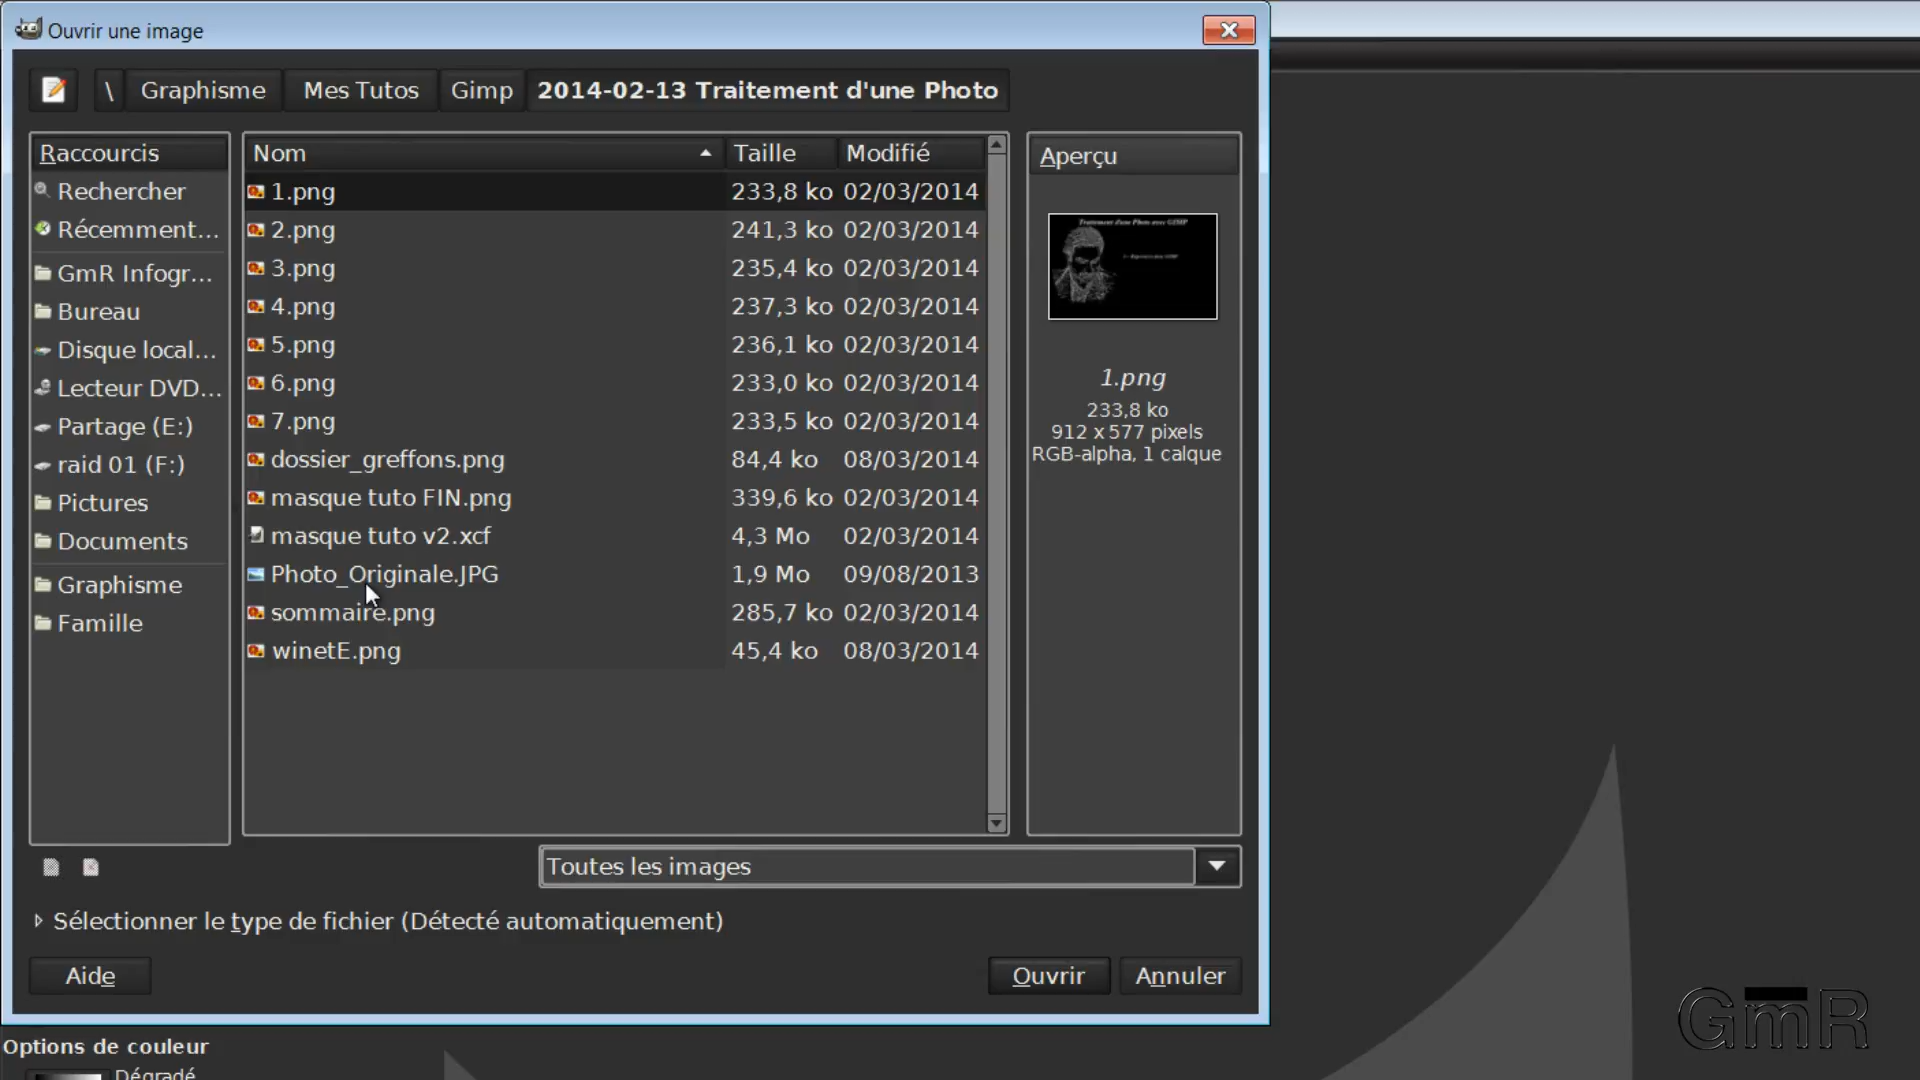 Ouvrir une image
\ Graphisme Mes Tutos Gimp 2014-02-13 Traitement d'une Photo
Raccourcis
Rechercher
Récemment...
GmR Infogr...
Bureau
Disque local...
Lecteur DVD...
Partage (E:)
raid 01 (F:)
Pictures
Documents
Graphisme
Famille
Nom Taille Modifié
1.png 233,8 ko 02/03/2014
2.png 241,3 ko 02/03/2014
3.png 235,4 ko 02/03/2014
4.png 237,3 ko 02/03/2014
5.png 236,1 ko 02/03/2014
6.png 233,0 ko 02/03/2014
7.png 233,5 ko 02/03/2014
dossier_greffons.png 84,4 ko 08/03/2014
masque tuto FIN.png 339,6 ko 02/03/2014
masque tuto v2.xcf 4,3 Mo 02/03/2014
Photo_Originale.JPG 1,9 Mo 09/08/2013
sommaire.png 285,7 ko 02/03/2014
winetE.png 45,4 ko 08/03/2014
Aperçu
Traitement d'une Photo avec GIMP
1.png
233,8 ko
912 x 577 pixels
RGB-alpha, 1 calque
Toutes les images
Sélectionner le type de fichier (Détecté automatiquement)
Aide Ouvrir Annuler
Options de couleur
Dégradé
GmR